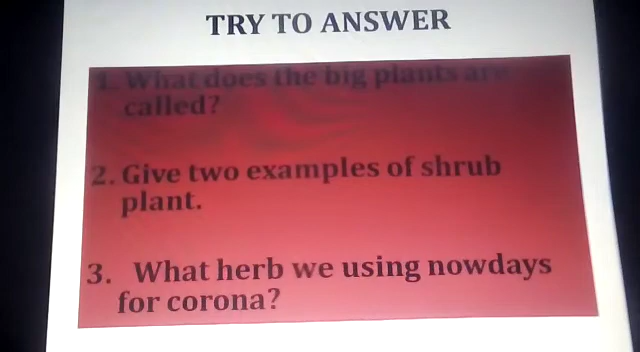 TRY TO ANSWER
1. What does the big plants are
called?
2. Give two examples of shrub
plant.
3. What herb we using nowdays
for corona?